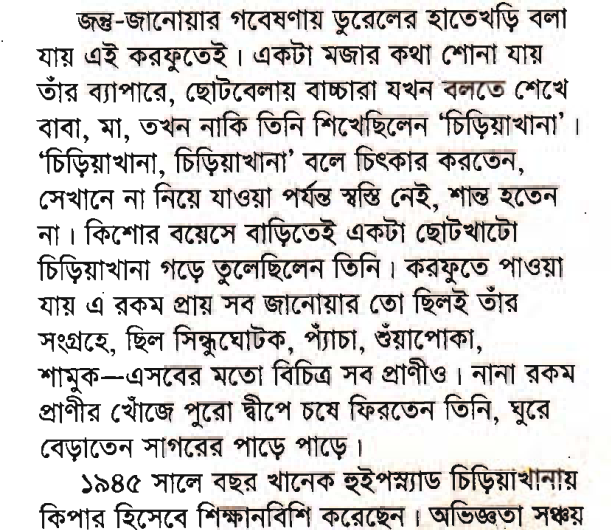 জন্তু-জানোয়ার গবেষণায় ডুরেলের হাতেখড়ি বলা
যায় এই করফুতেই। একটা মজার কথা শোনা যায়
তাঁর ব্যাপারে, ছোটবেলায় বাচ্চারা যখন বলতে শেখে
বাবা, মা, তখন নাকি তিনি শিখেছিলেন ‘চিড়িয়াখানা’।
‘চিড়িয়াখানা, চিড়িয়াখানা’ বলে চিৎকার করতেন,
সেখানে না নিয়ে যাওয়া পর্যন্ত স্বস্তি নেই, শান্ত হতেন
না। কিশোর বয়েসে বাড়িতেই একটা ছোটখাটো
চিড়িয়াখানা গড়ে তুলেছিলেন তিনি। করফুতে পাওয়া
যায় এ রকম প্রায় সব জানোয়ার তো ছিলই তাঁর
সংগ্রহে, ছিল সিন্ধুঘোটক, প্যাঁচা, শুঁয়াপোকা,
শামুক—এসবের মতো বিচিত্র সব প্রাণীও। নানা রকম
প্রাণীর খোঁজে পুরো দ্বীপে চষে ফিরতেন তিনি, ঘুরে
বেড়াতেন সাগরের পাড়ে পাড়ে।
১৯৪৫ সালে বছর খানেক হুইপস্ন্যাড চিড়িয়াখানায়
কিপার হিসেবে শিক্ষানবিশি করেছেন। অভিজ্ঞতা সঞ্চয়